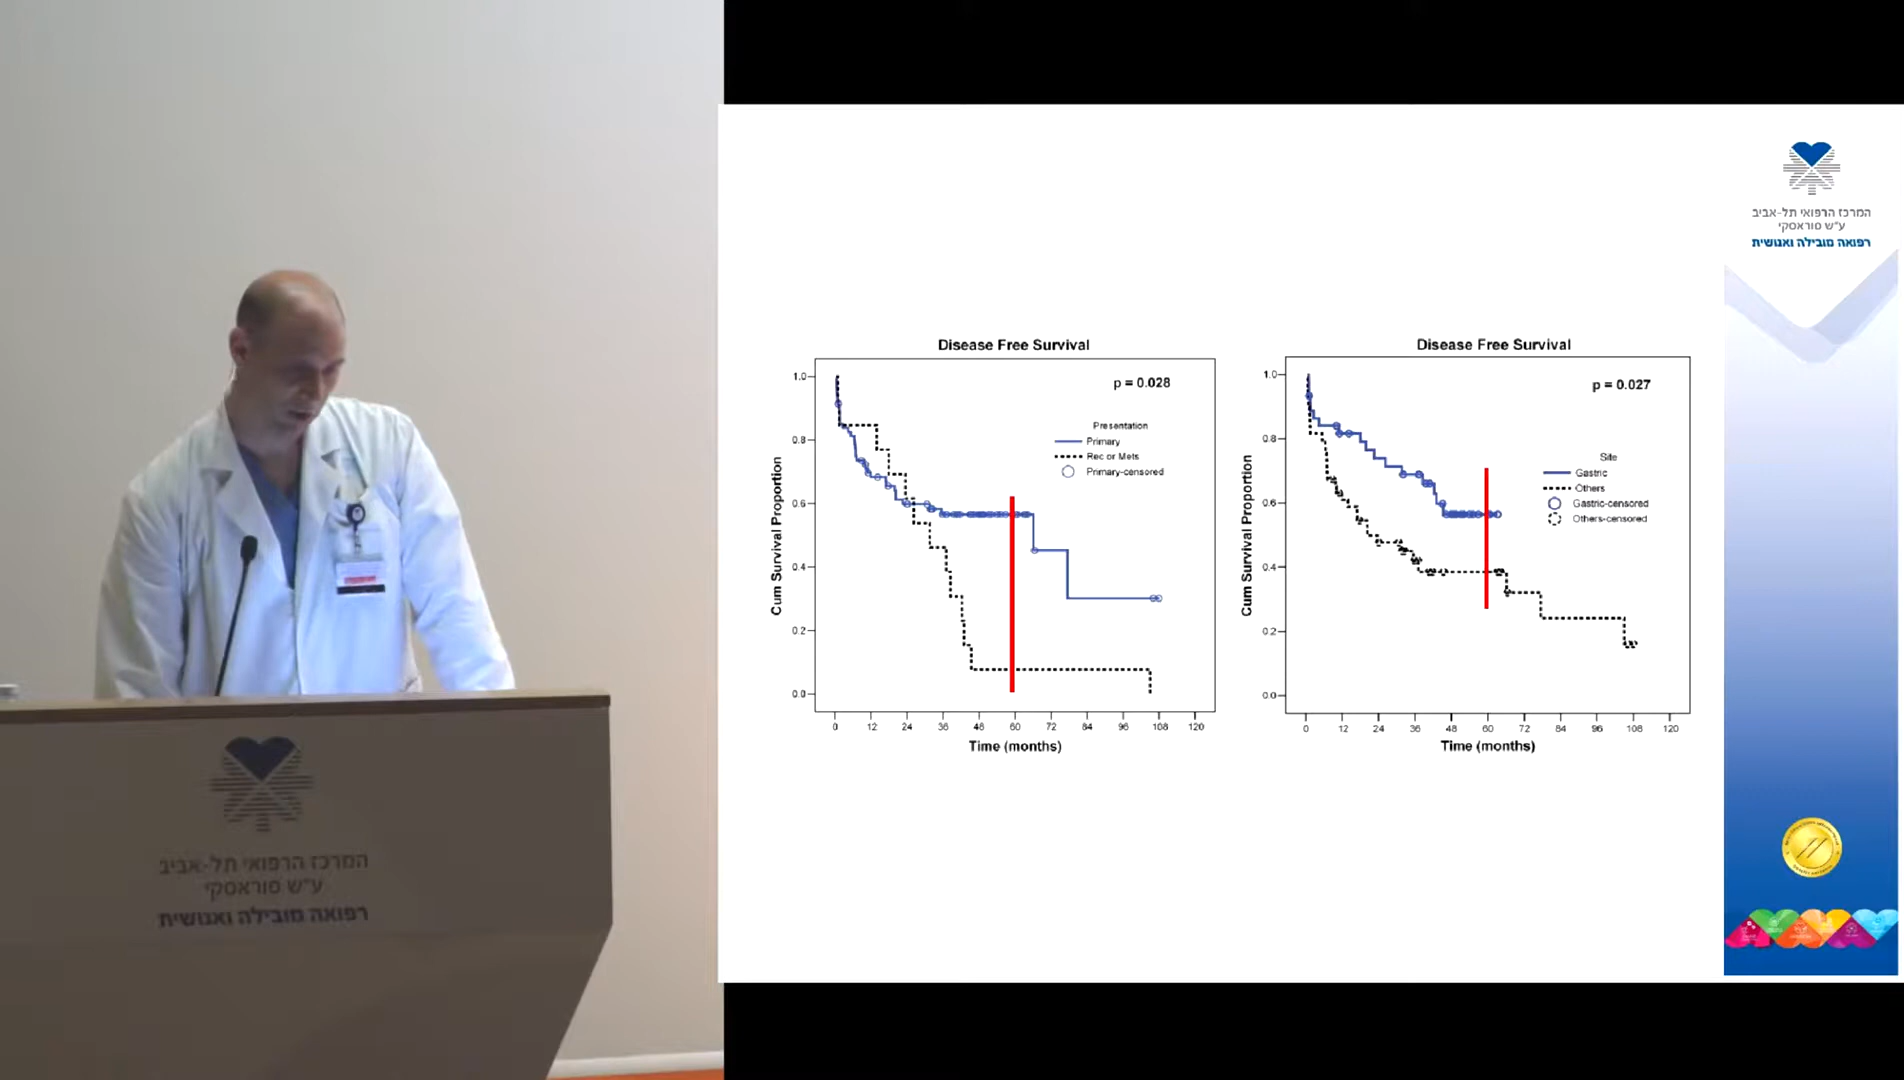 המרכז הרפואי תל-אביב
ע"ש סוראסקי
רפואה מובילה ואנושית
Disease Free Survival
p = 0.028
Presentation
Primary
Rec or Mets
Primary-censored
Cum Survival Proportion
1.0
0.8
0.6
0.4
0.2
0.0
0 12 24 36 48 60 72 84 96 108 120
Time (months)
Disease Free Survival
p = 0.027
Site
Gastric
Others
Gastric-censored
Others-censored
Cum Survival Proportion
1.0
0.8
0.6
0.4
0.2
0.0
0 12 24 36 48 60 72 84 96 108 120
Time (months)
המרכז הרפואי תל-אביב
ע"ש סוראסקי
רפואה מובילה ואנושית